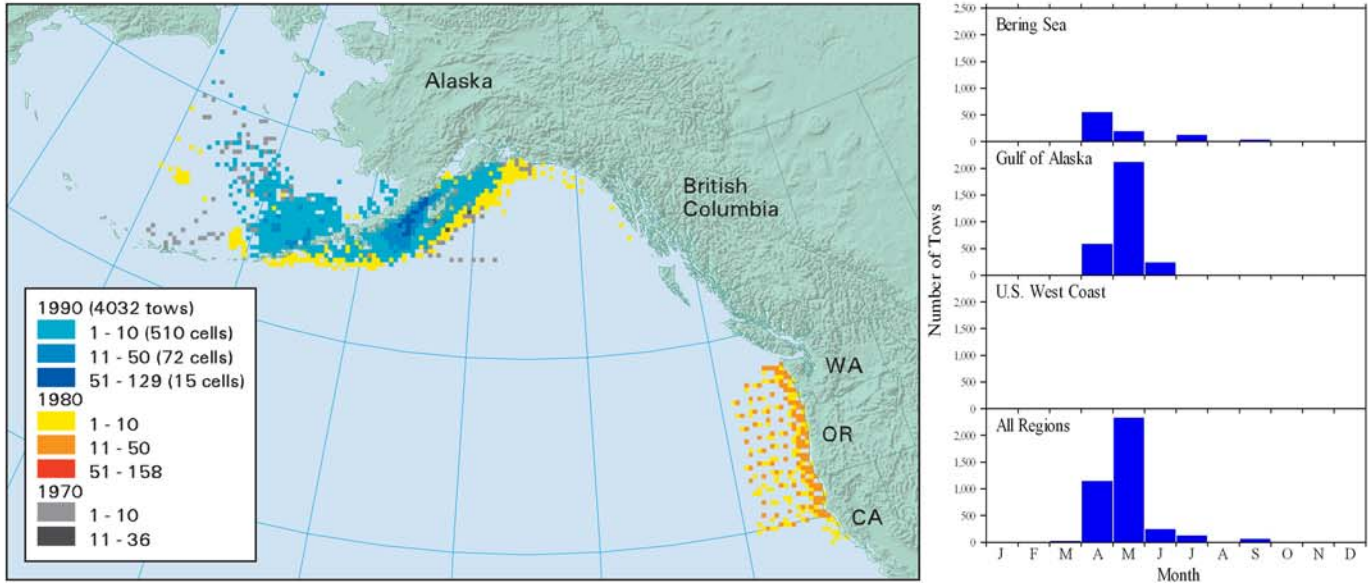 Alaska
British
Columbia
WA
OR
CA
1990 (4032 tows)
1 - 10 (510 cells)
11 - 50 (72 cells)
51 - 129 (15 cells)
1980
1 - 10
11 - 50
51 - 158
1970
1 - 10
11 - 36
Number of Tows
2,500
2,000
1,500
1,000
500
0
Bering Sea
2,000
1,500
1,000
500
0
Gulf of Alaska
2,000
1,500
1,000
500
0
U.S. West Coast
2,000
1,500
1,000
500
0
All Regions
J F M A M J J A S O N D
Month